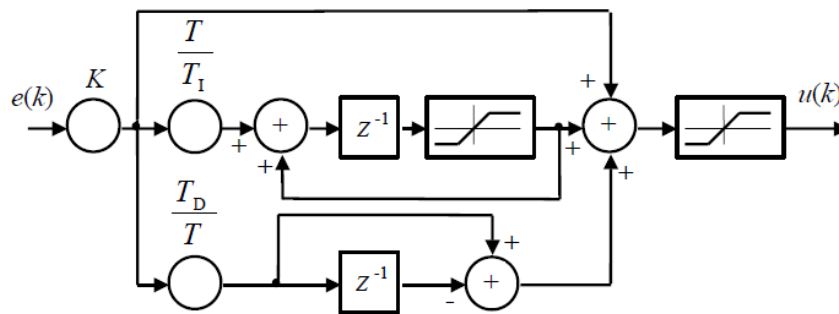 T
K
T_I
e(k)
u(k)
+
+
Z^-1
+
+
+
+
+
T_D
T
+
Z^-1
+
-